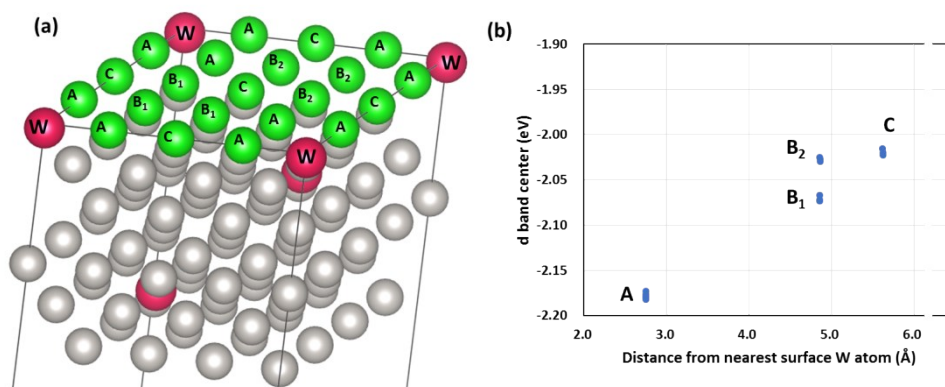 (a)
W A C A W
A A B₂ B₂ A
C B₁ C B₂ C
A B₁ B₁ A A
W A C A W
(b)
d band center (eV)
-1.90
-1.95
-2.00
-2.05
-2.10
-2.15
-2.20
C
B₂
B₁
A
2.0 3.0 4.0 5.0 6.0
Distance from nearest surface W atom (Å)